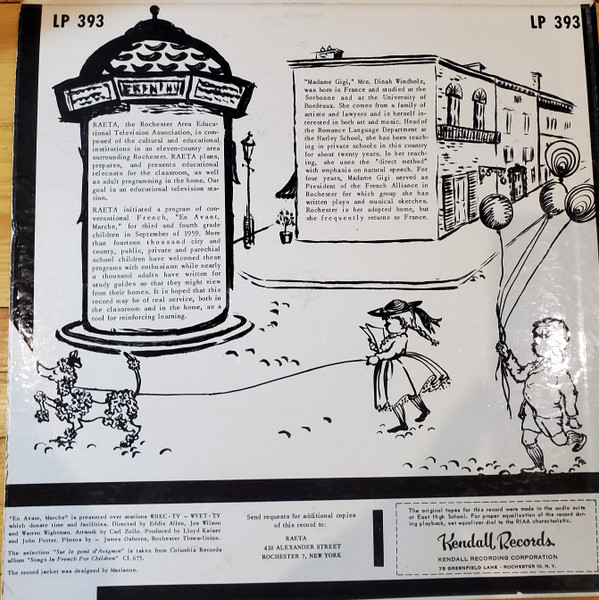 LP 393
LP 393
RAETA, the Rochester Area Educa-
tional Television Association, is com-
posed of the cultural and educational
institutions in an eleven-county area
surrounding Rochester. RAETA plans,
prepares, and presents educational
telecasts for the classroom, as well
as adult programming in the home. Our
goal is an educational television sta-
tion.
RAETA initiated a program of con-
versational French, "En Avant,
Marche," for third and fourth grade
children in September of 1959. More
than fourteen thousand city and
county, public, private and parochial
school children have welcomed these
programs with enthusiasm while nearly
a thousand adults have written for
study guides so that they might view
from their homes. It is hoped that this
record may be of real service, both in
the classroom and in the home, as a
tool for reinforcing learning.
"Madame Gigi," Mrs. Dinah Windholz,
was born in France and studied at the
Sorbonne and at the University of
Bordeaux. She comes from a family of
artists and lawyers and is herself in-
terested in both art and music. Head of
the Romance Language Department at
the Harley School, she has been teach-
ing in private schools in this country
for about twenty years. In her teach-
ing, she uses the "direct method"
with emphasis on natural speech. For
four years, Madame Gigi served as
President of the French Alliance in
Rochester for which group she has
written plays and musical sketches.
Rochester is her adopted home, but
she frequently returns to France.
"En Avant, Marche" is presented over stations WHEC-TV - WVET-TV
which donate time and facilities. Directed by Eddie Allen, Joe Wilson
and Warren Wightman. Artwork by Carl Zollo. Produced by Lloyd Kaiser
and John Porter. Photos by - James Osborne, Rochester Times-Union.
The selection "Sur le pont d'Avignon" is taken from Columbia Records
album "Songs In French For Children" CL 675.
The record jacket was designed by Marianne.
Send requests for additional copies
of this record to:
RAETA
410 ALEXANDER STREET
ROCHESTER 7, NEW YORK
The original tapes for this record were made in the audio suite
at East High School. For proper equalization of the record dur-
ing playback, set equalizer dial to the RIAA characteristic.
Kendall Records
KENDALL RECORDING CORPORATION
78 GREENFIELD LANE - ROCHESTER 10, N. Y.